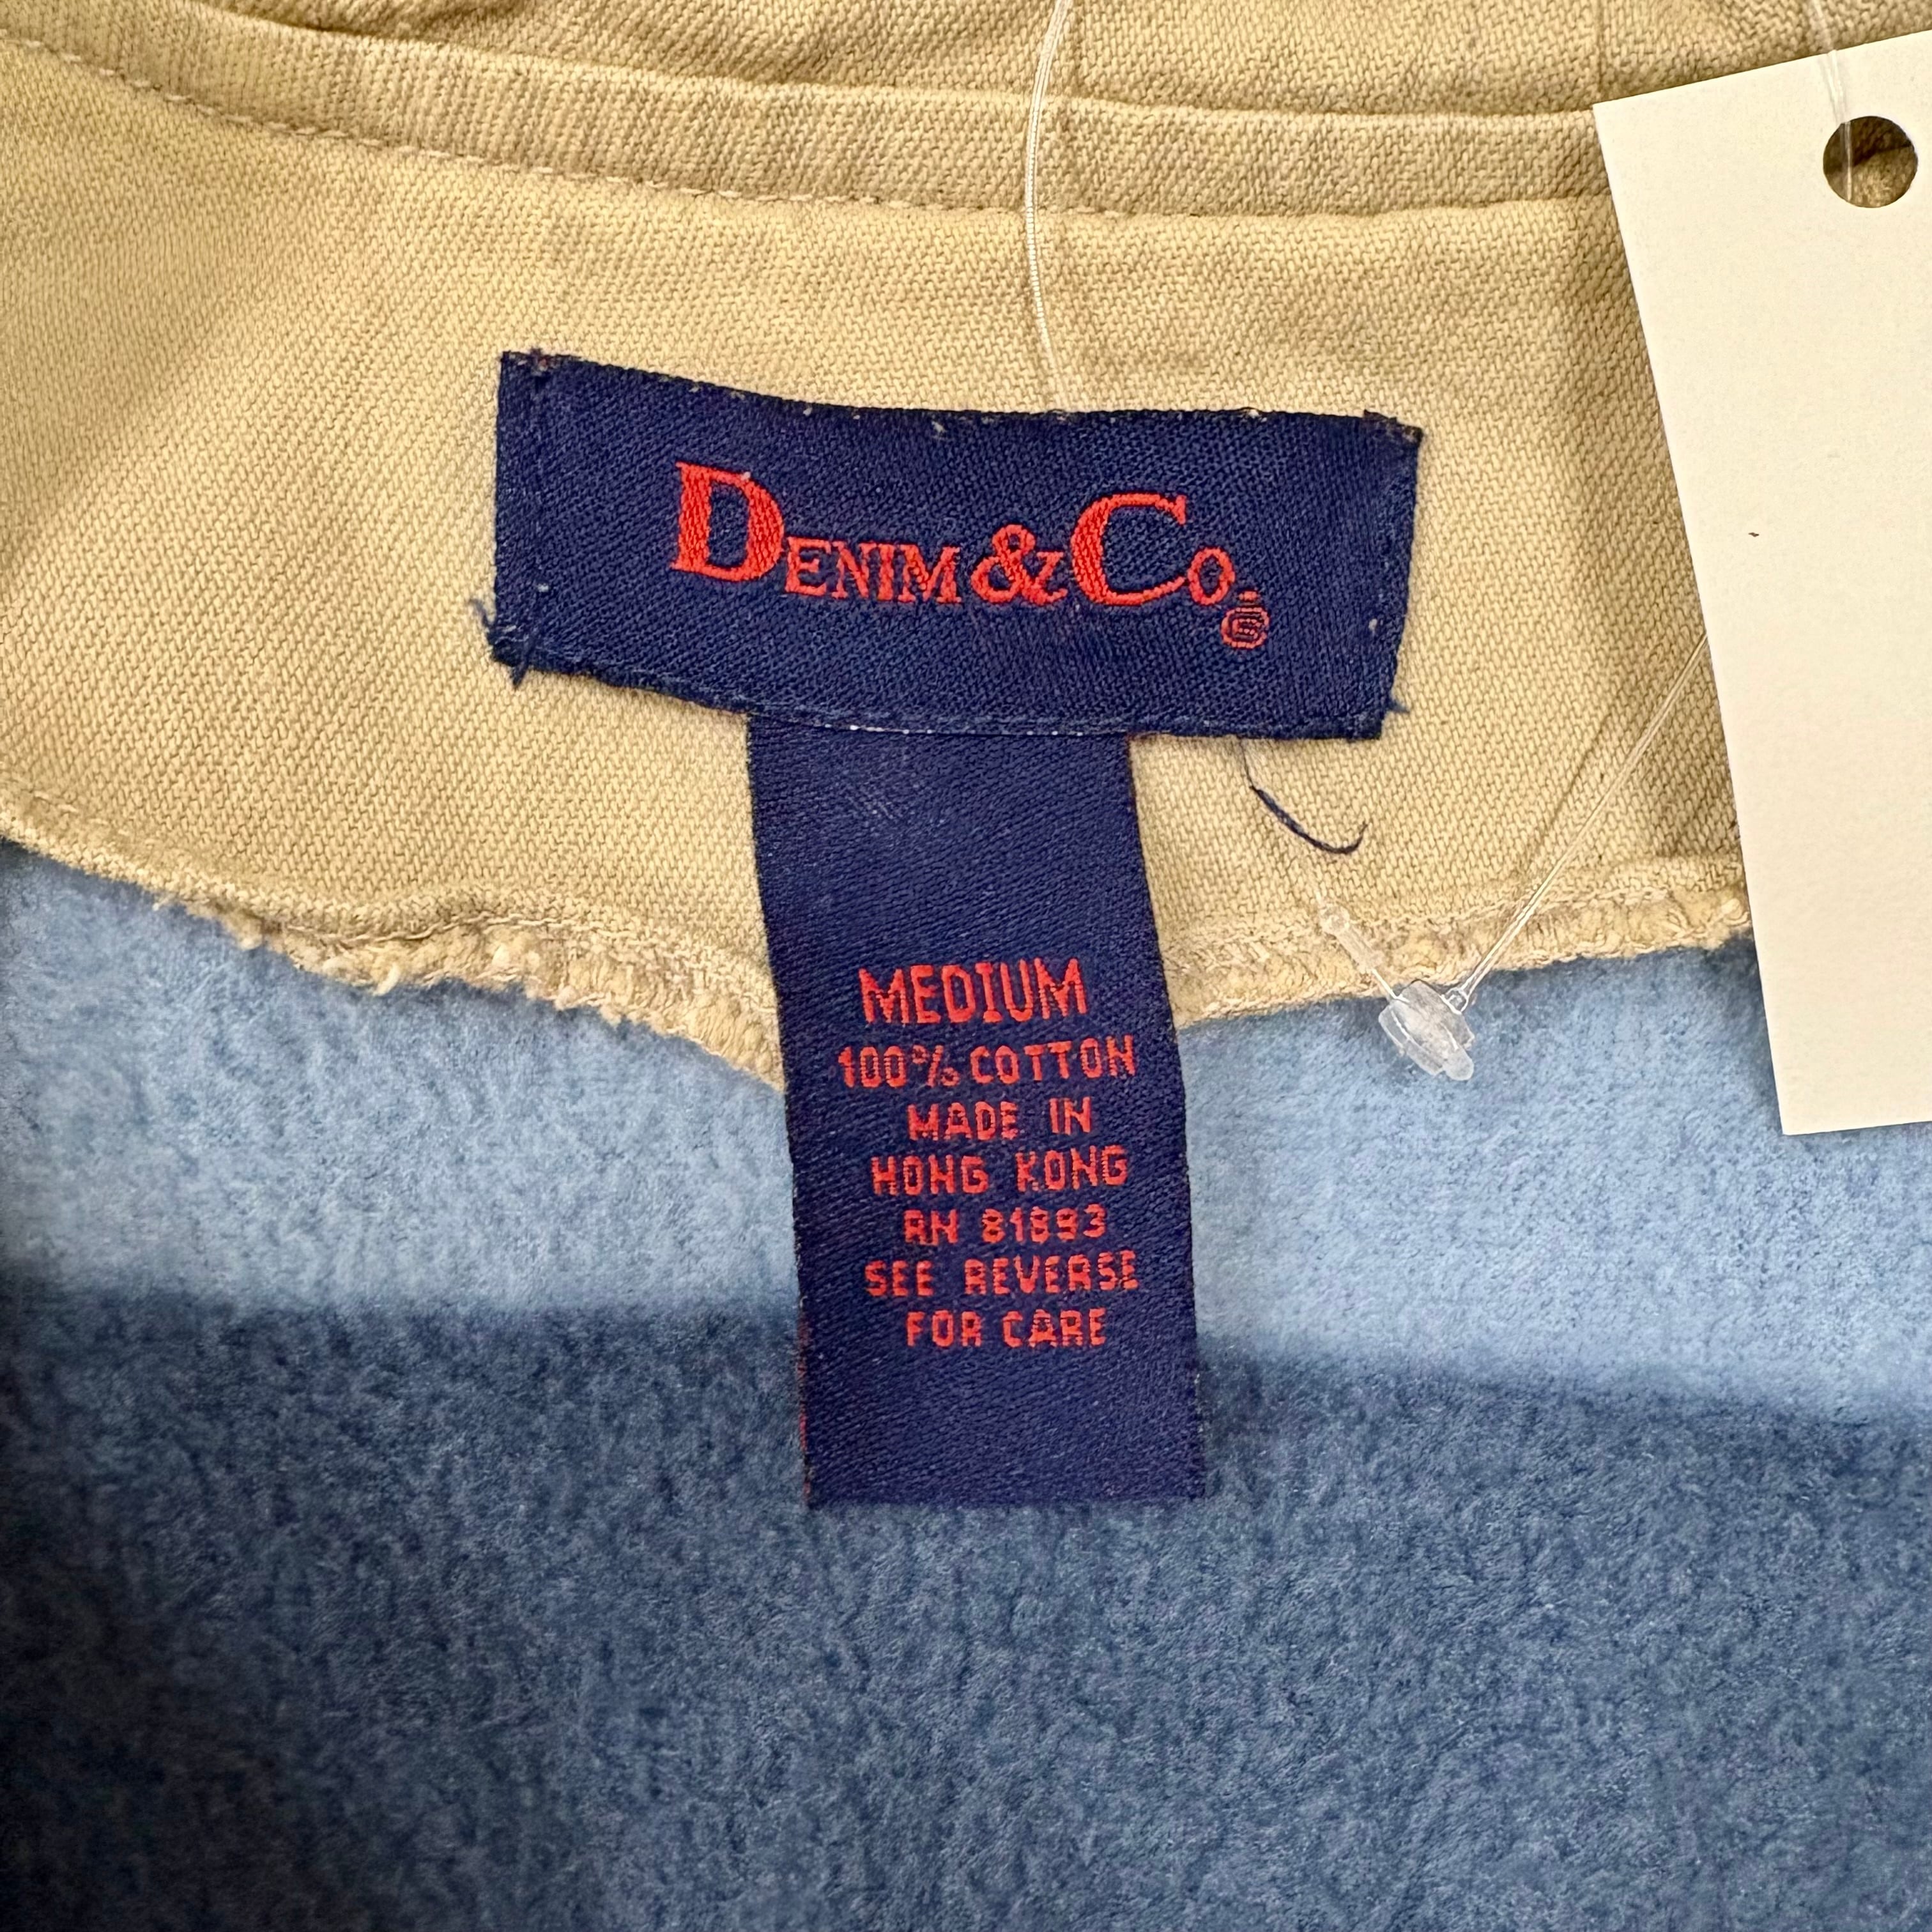 DENIM & CO.®
MEDIUM
100% COTTON
MADE IN
HONG KONG
RN 81893
SEE REVERSE
FOR CARE